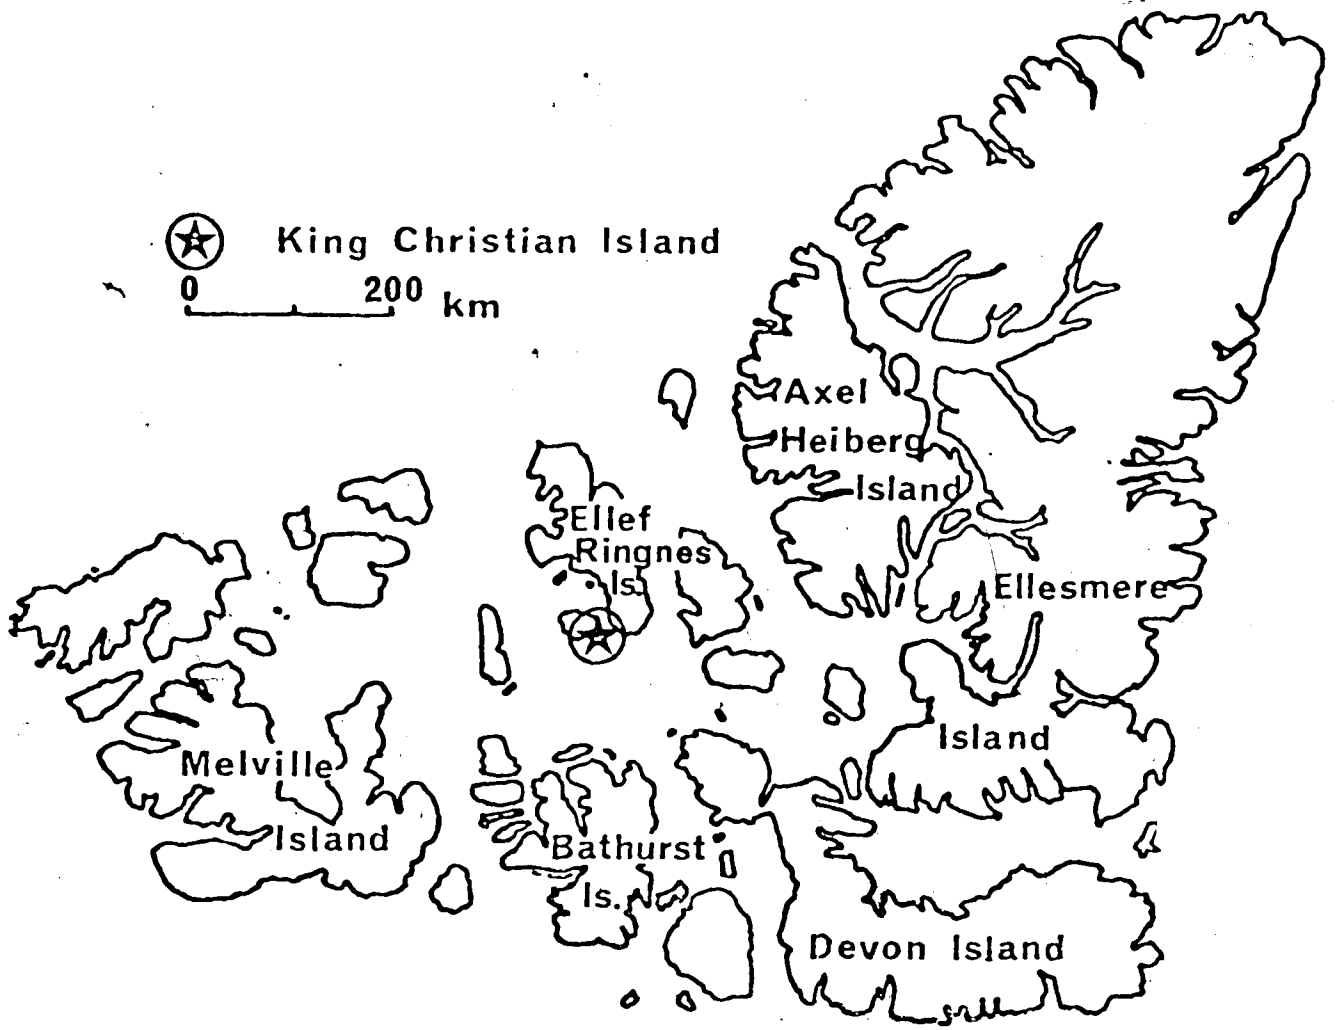 King Christian Island
0 200 km
Axel
Heiberg
Island
Ellef
Ringnes
Is.
Ellesmere
Island
Melville
Island
Bathurst
Is.
Devon Island